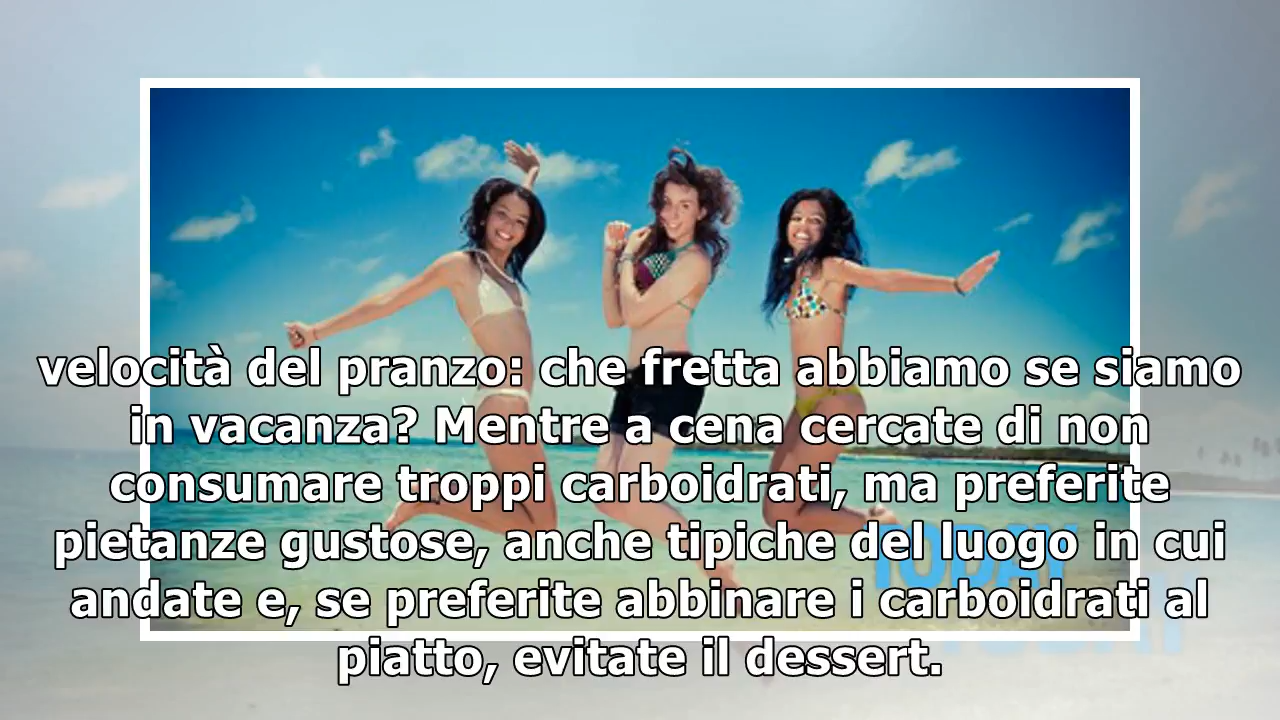 velocità del pranzo: che fretta abbiamo se siamo
in vacanza? Mentre a cena cercate di non
consumare troppi carboidrati, ma preferite
pietanze gustose, anche tipiche del luogo in cui
andate e, se preferite abbinare i carboidrati al
piatto, evitate il dessert.
TODAY